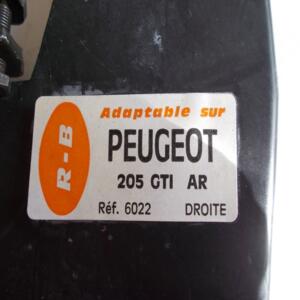 R-B
Adaptable sur
PEUGEOT
205 GTI AR
Réf. 6022 DROITE